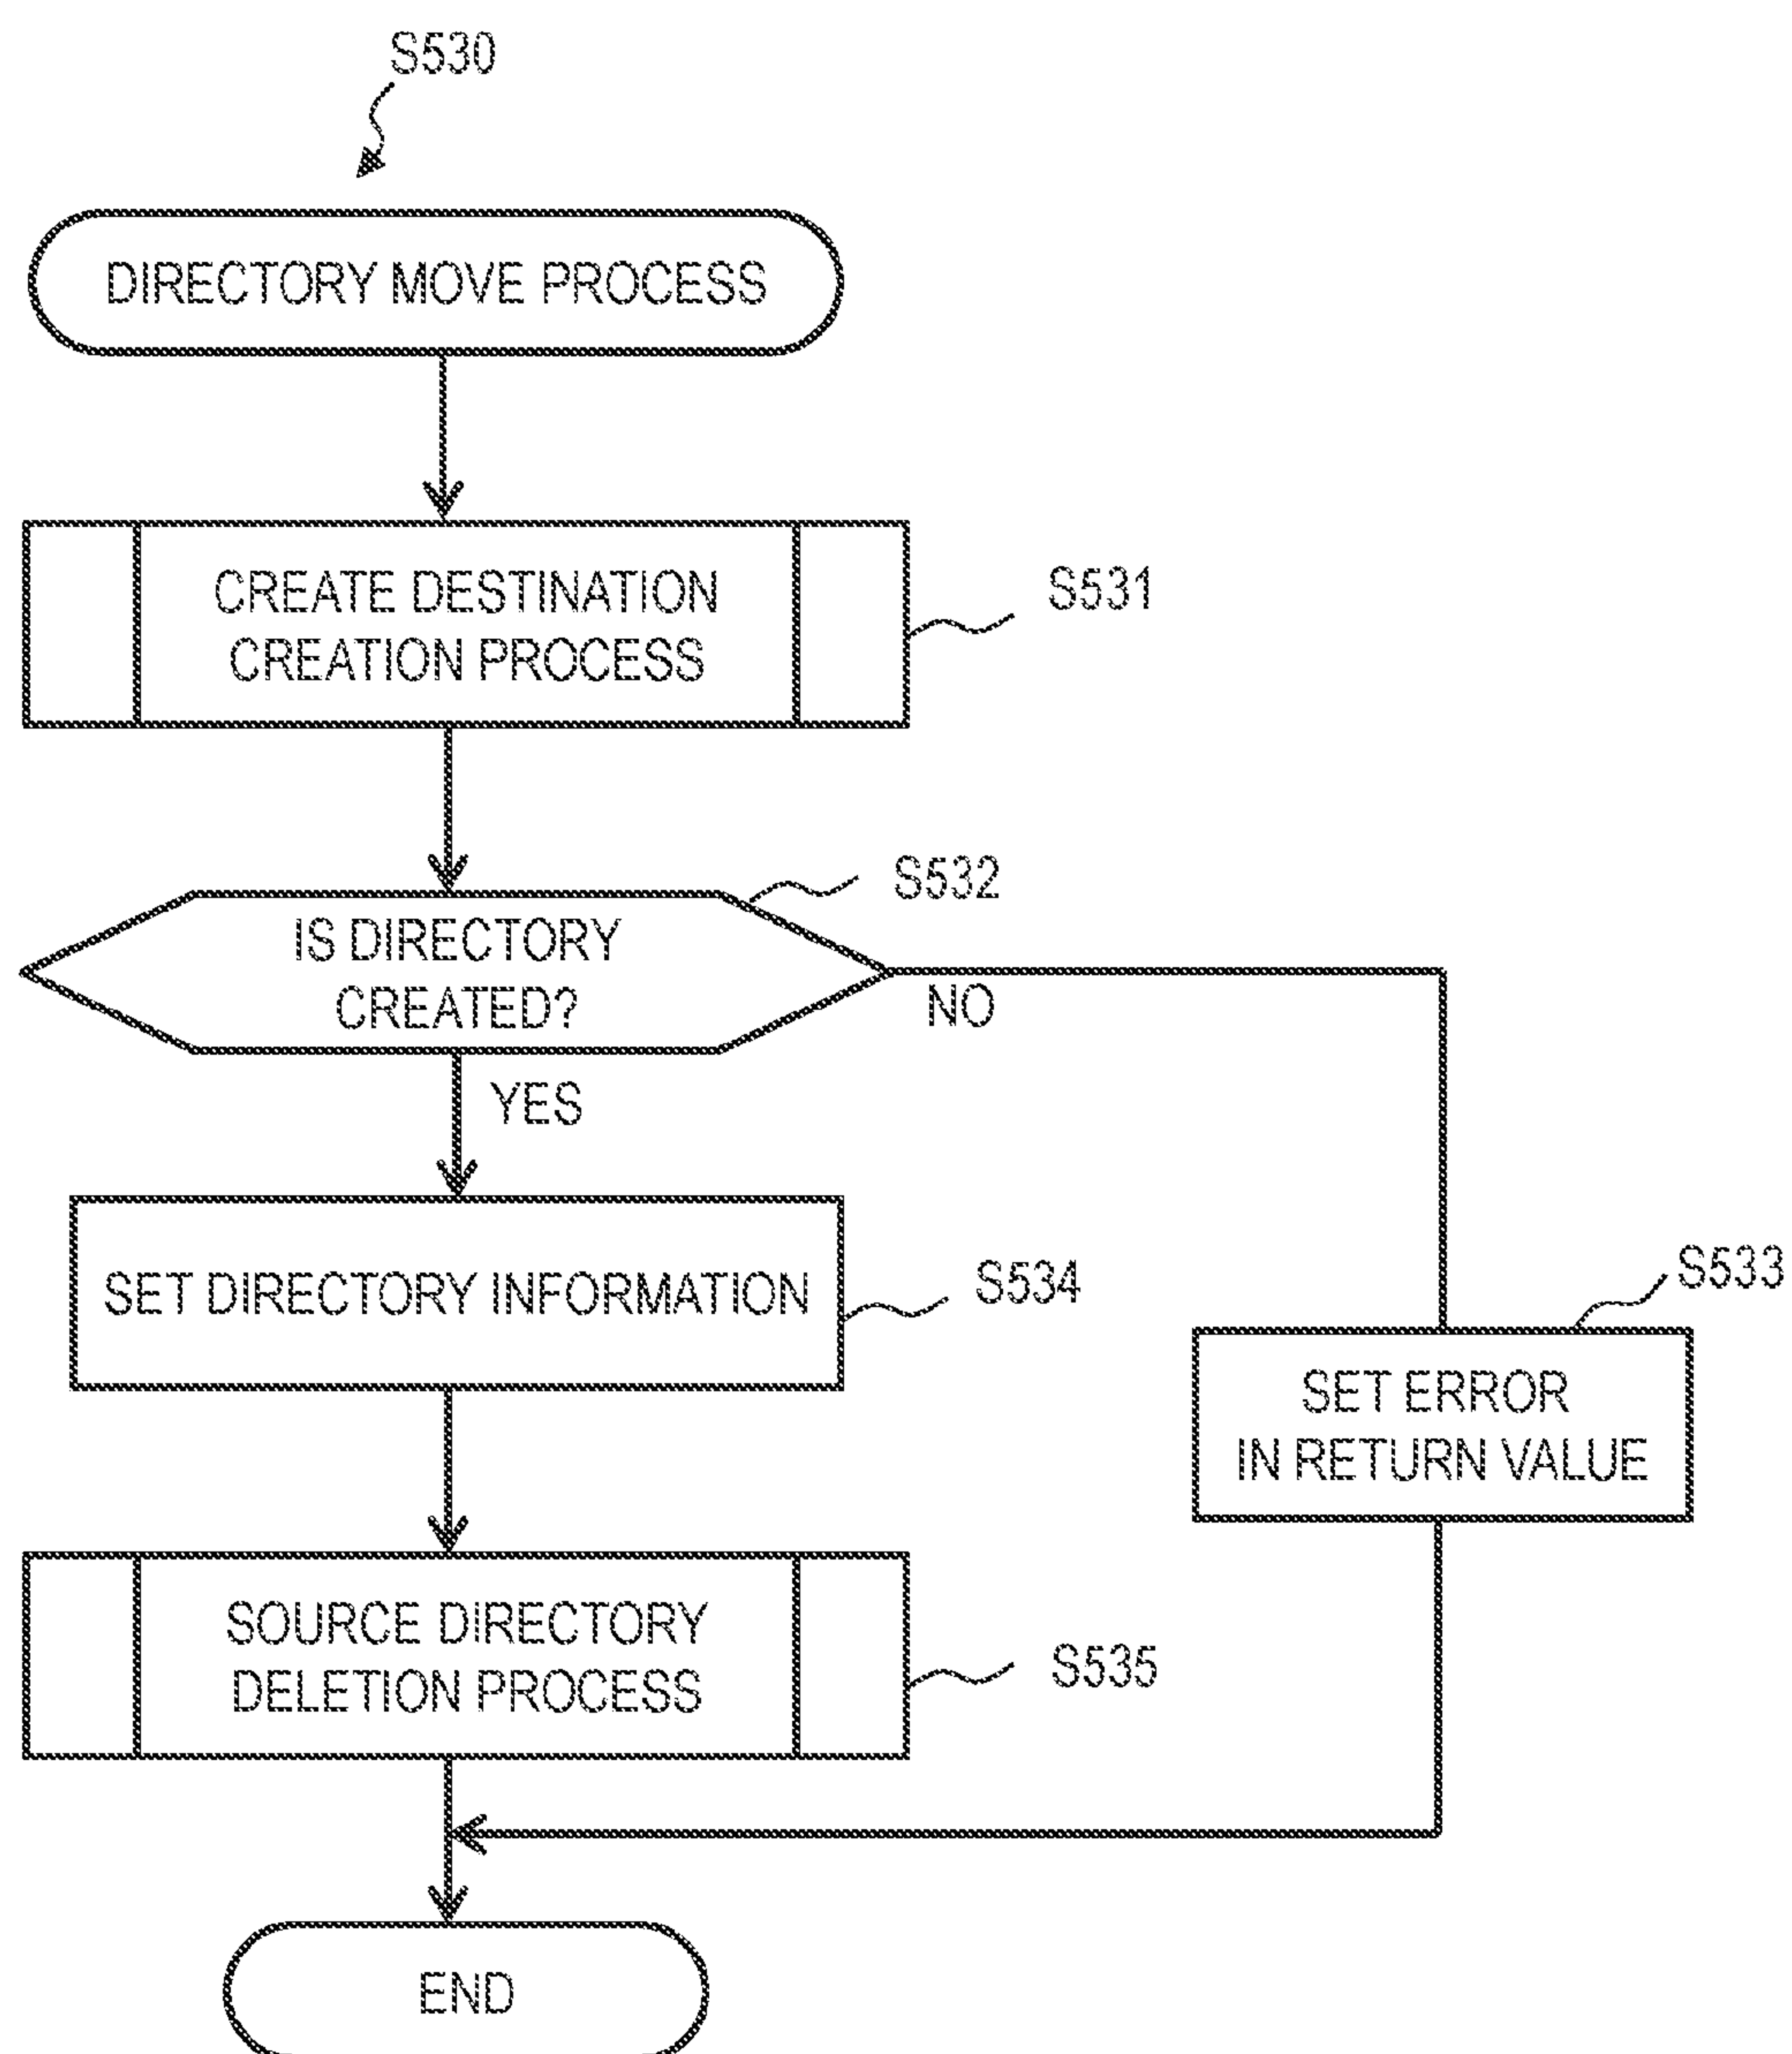 S530
DIRECTORY MOVE PROCESS
CREATE DESTINATION
CREATION PROCESS
S531
S532
IS DIRECTORY
CREATED?
NO
YES
SET DIRECTORY INFORMATION
S534
S533
SET ERROR
IN RETURN VALUE
SOURCE DIRECTORY
DELETION PROCESS
S535
END